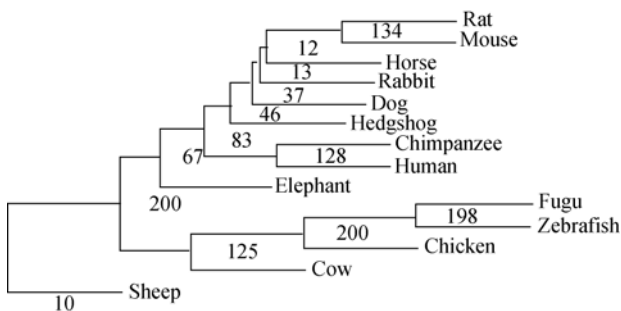 Rat
134
Mouse
12
Horse
13
Rabbit
37
Dog
46
Hedgshog
83
Chimpanzee
67
128
Human
Elephant
200
Fugu
198
Zebrafish
200
Chicken
125
Cow
Sheep
10